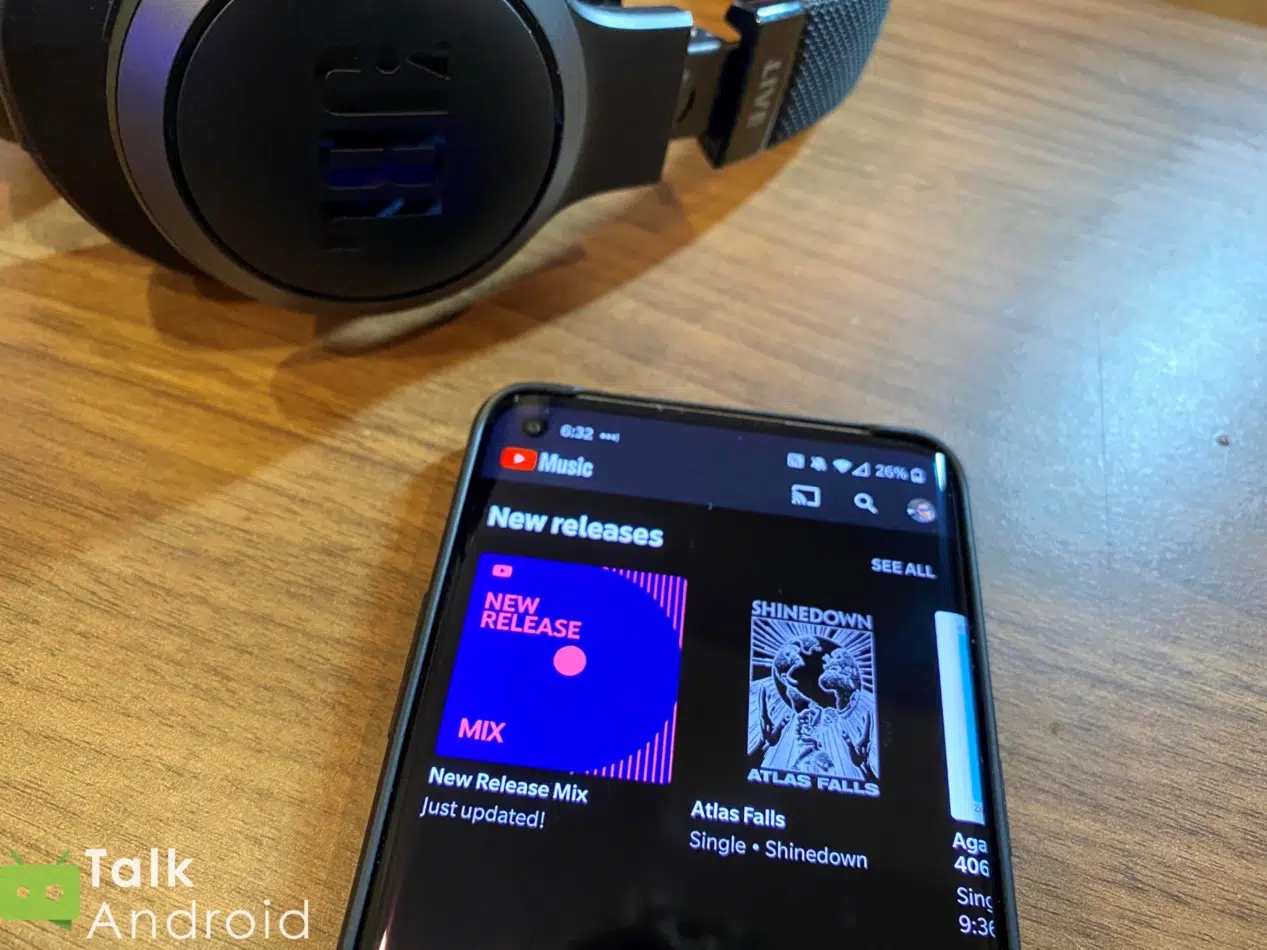 JBL
LIVE
6:32
26%
Music
New releases
SEE ALL
NEW
RELEASE
MIX
New Release Mix
Just updated!
SHINEDOWN
ATLAS FALLS
Atlas Falls
Single • Shinedown
Aga
406
Sing
9:36
Talk
Android